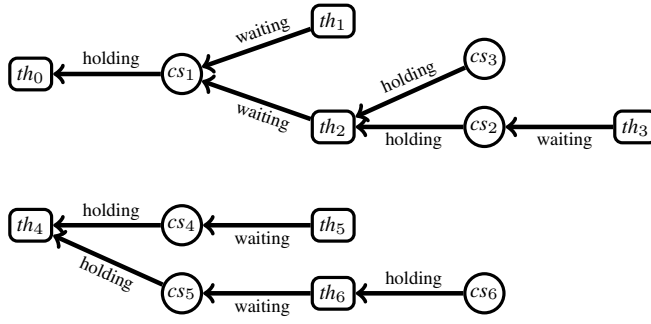 th₁
waiting
holding
cs₃
th₀
cs₁
holding
waiting
th₂
holding
cs₂
waiting
th₃
th₄
holding
cs₄
waiting
th₅
holding
cs₅
waiting
th₆
holding
cs₆